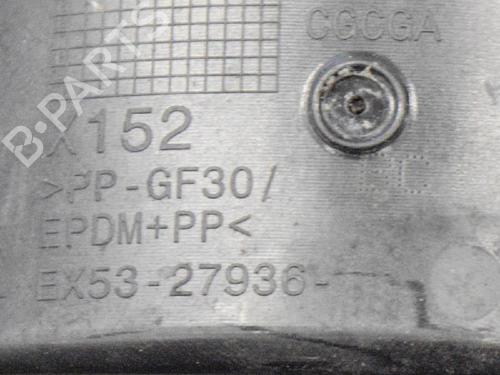 CGCGA
X152
B-PARTS
>PP-GF30/
EPDM+PP<
EX53-27936-